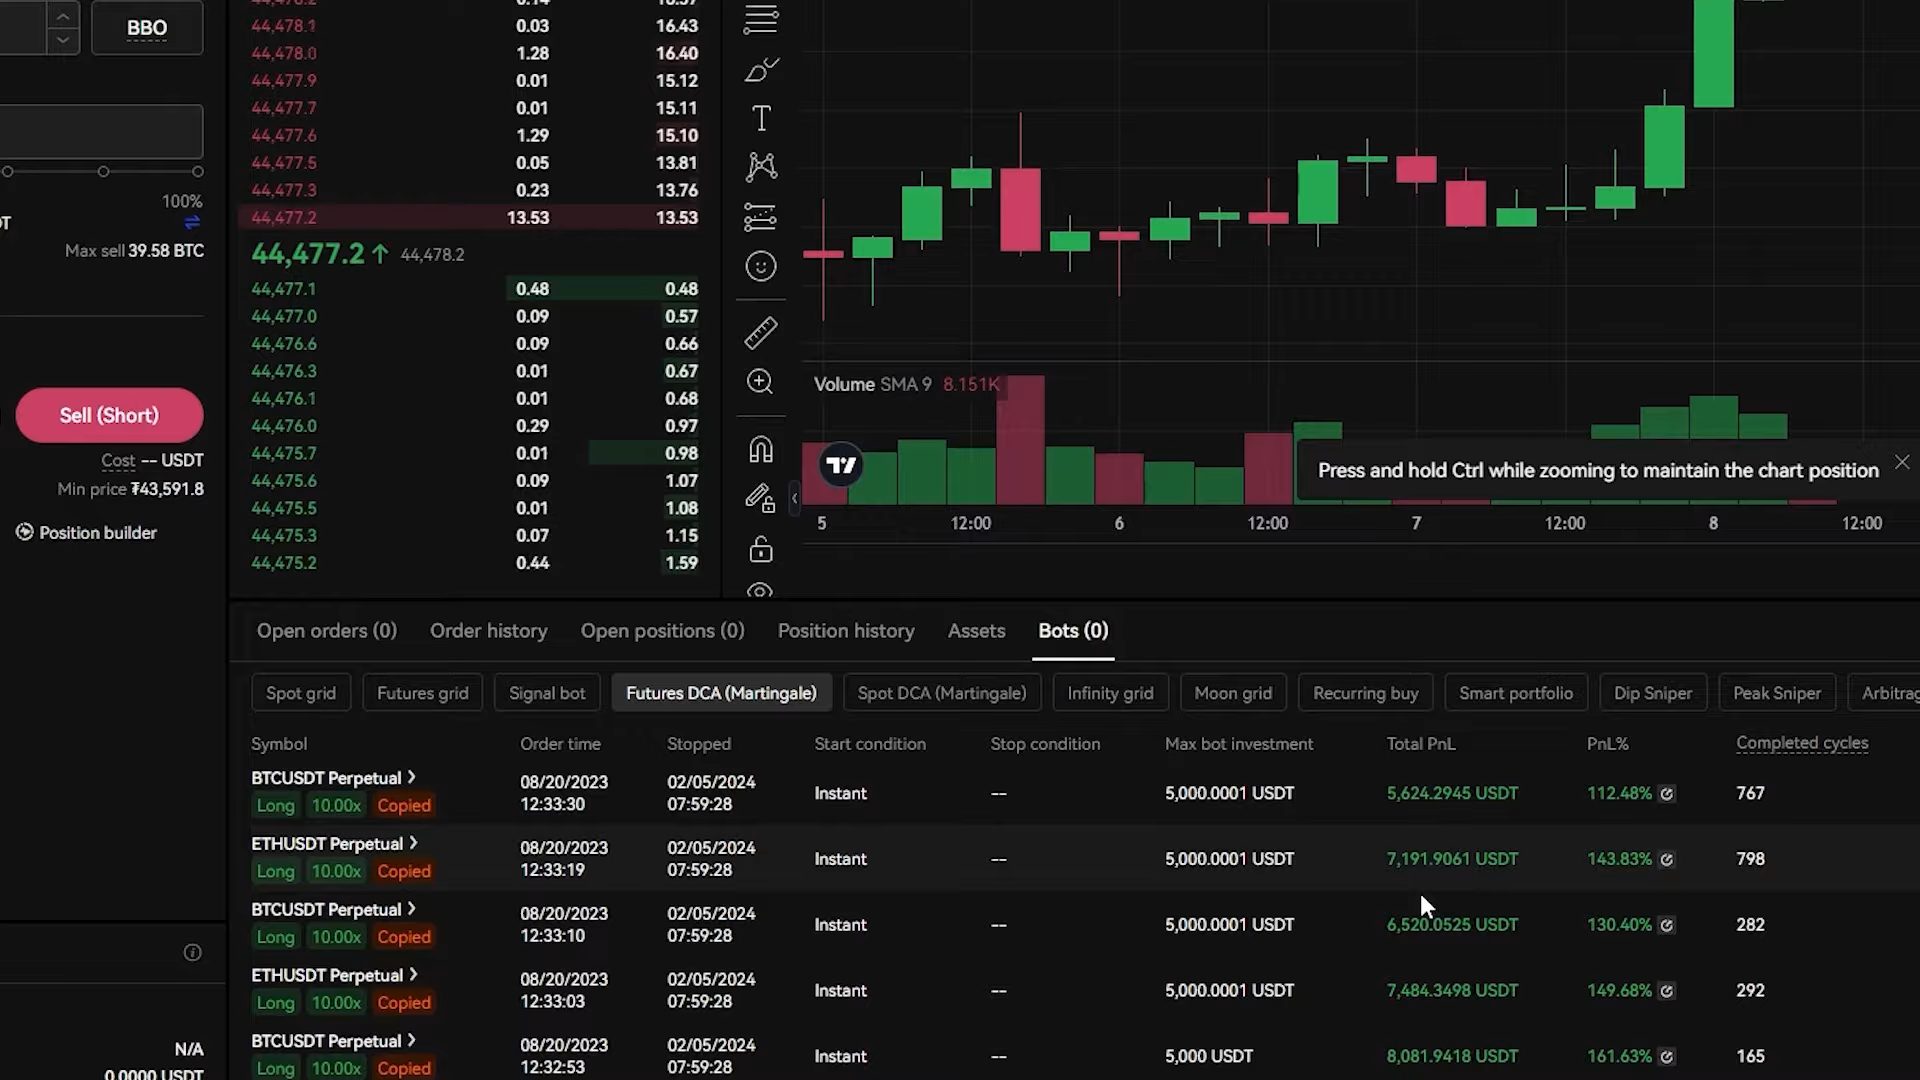 BBO
100%
Max sell 39.58 BTC
Sell (Short)
Cost -- USDT
Min price ₮43,591.8
Position builder
N/A
0.0000 USDT
44,478.1 0.03 16.43
44,478.0 1.28 16.40
44,477.9 0.01 15.12
44,477.7 0.01 15.11
44,477.6 1.29 15.10
44,477.5 0.05 13.81
44,477.3 0.23 13.76
44,477.2 13.53 13.53
44,477.2↑ 44,478.2
44,477.1 0.48 0.48
44,477.0 0.09 0.57
44,476.6 0.09 0.66
44,476.3 0.01 0.67
44,476.1 0.01 0.68
44,476.0 0.29 0.97
44,475.7 0.01 0.98
44,475.6 0.09 1.07
44,475.5 0.01 1.08
44,475.3 0.07 1.15
44,475.2 0.44 1.59
Volume SMA 9 8.151K
Press and hold Ctrl while zooming to maintain the chart position
5 12:00 6 12:00 7 12:00 8 12:00
Open orders (0) Order history Open positions (0) Position history Assets Bots (0)
Spot grid Futures grid Signal bot Futures DCA (Martingale) Spot DCA (Martingale) Infinity grid Moon grid Recurring buy Smart portfolio Dip Sniper Peak Sniper Arbitrag
Symbol Order time Stopped Start condition Stop condition Max bot investment Total PnL PnL% Completed cycles
BTCUSDT Perpetual > 08/20/2023 02/05/2024 Instant -- 5,000.0001 USDT 5,624.2945 USDT 112.48% 767
Long 10.00x Copied 12:33:30 07:59:28
ETHUSDT Perpetual > 08/20/2023 02/05/2024 Instant -- 5,000.0001 USDT 7,191.9061 USDT 143.83% 798
Long 10.00x Copied 12:33:19 07:59:28
BTCUSDT Perpetual > 08/20/2023 02/05/2024 Instant -- 5,000.0001 USDT 6,520.0525 USDT 130.40% 282
Long 10.00x Copied 12:33:10 07:59:28
ETHUSDT Perpetual > 08/20/2023 02/05/2024 Instant -- 5,000.0001 USDT 7,484.3498 USDT 149.68% 292
Long 10.00x Copied 12:33:03 07:59:28
BTCUSDT Perpetual > 08/20/2023 02/05/2024 Instant -- 5,000 USDT 8,081.9418 USDT 161.63% 165
Long 10.00x Copied 12:32:53 07:59:28